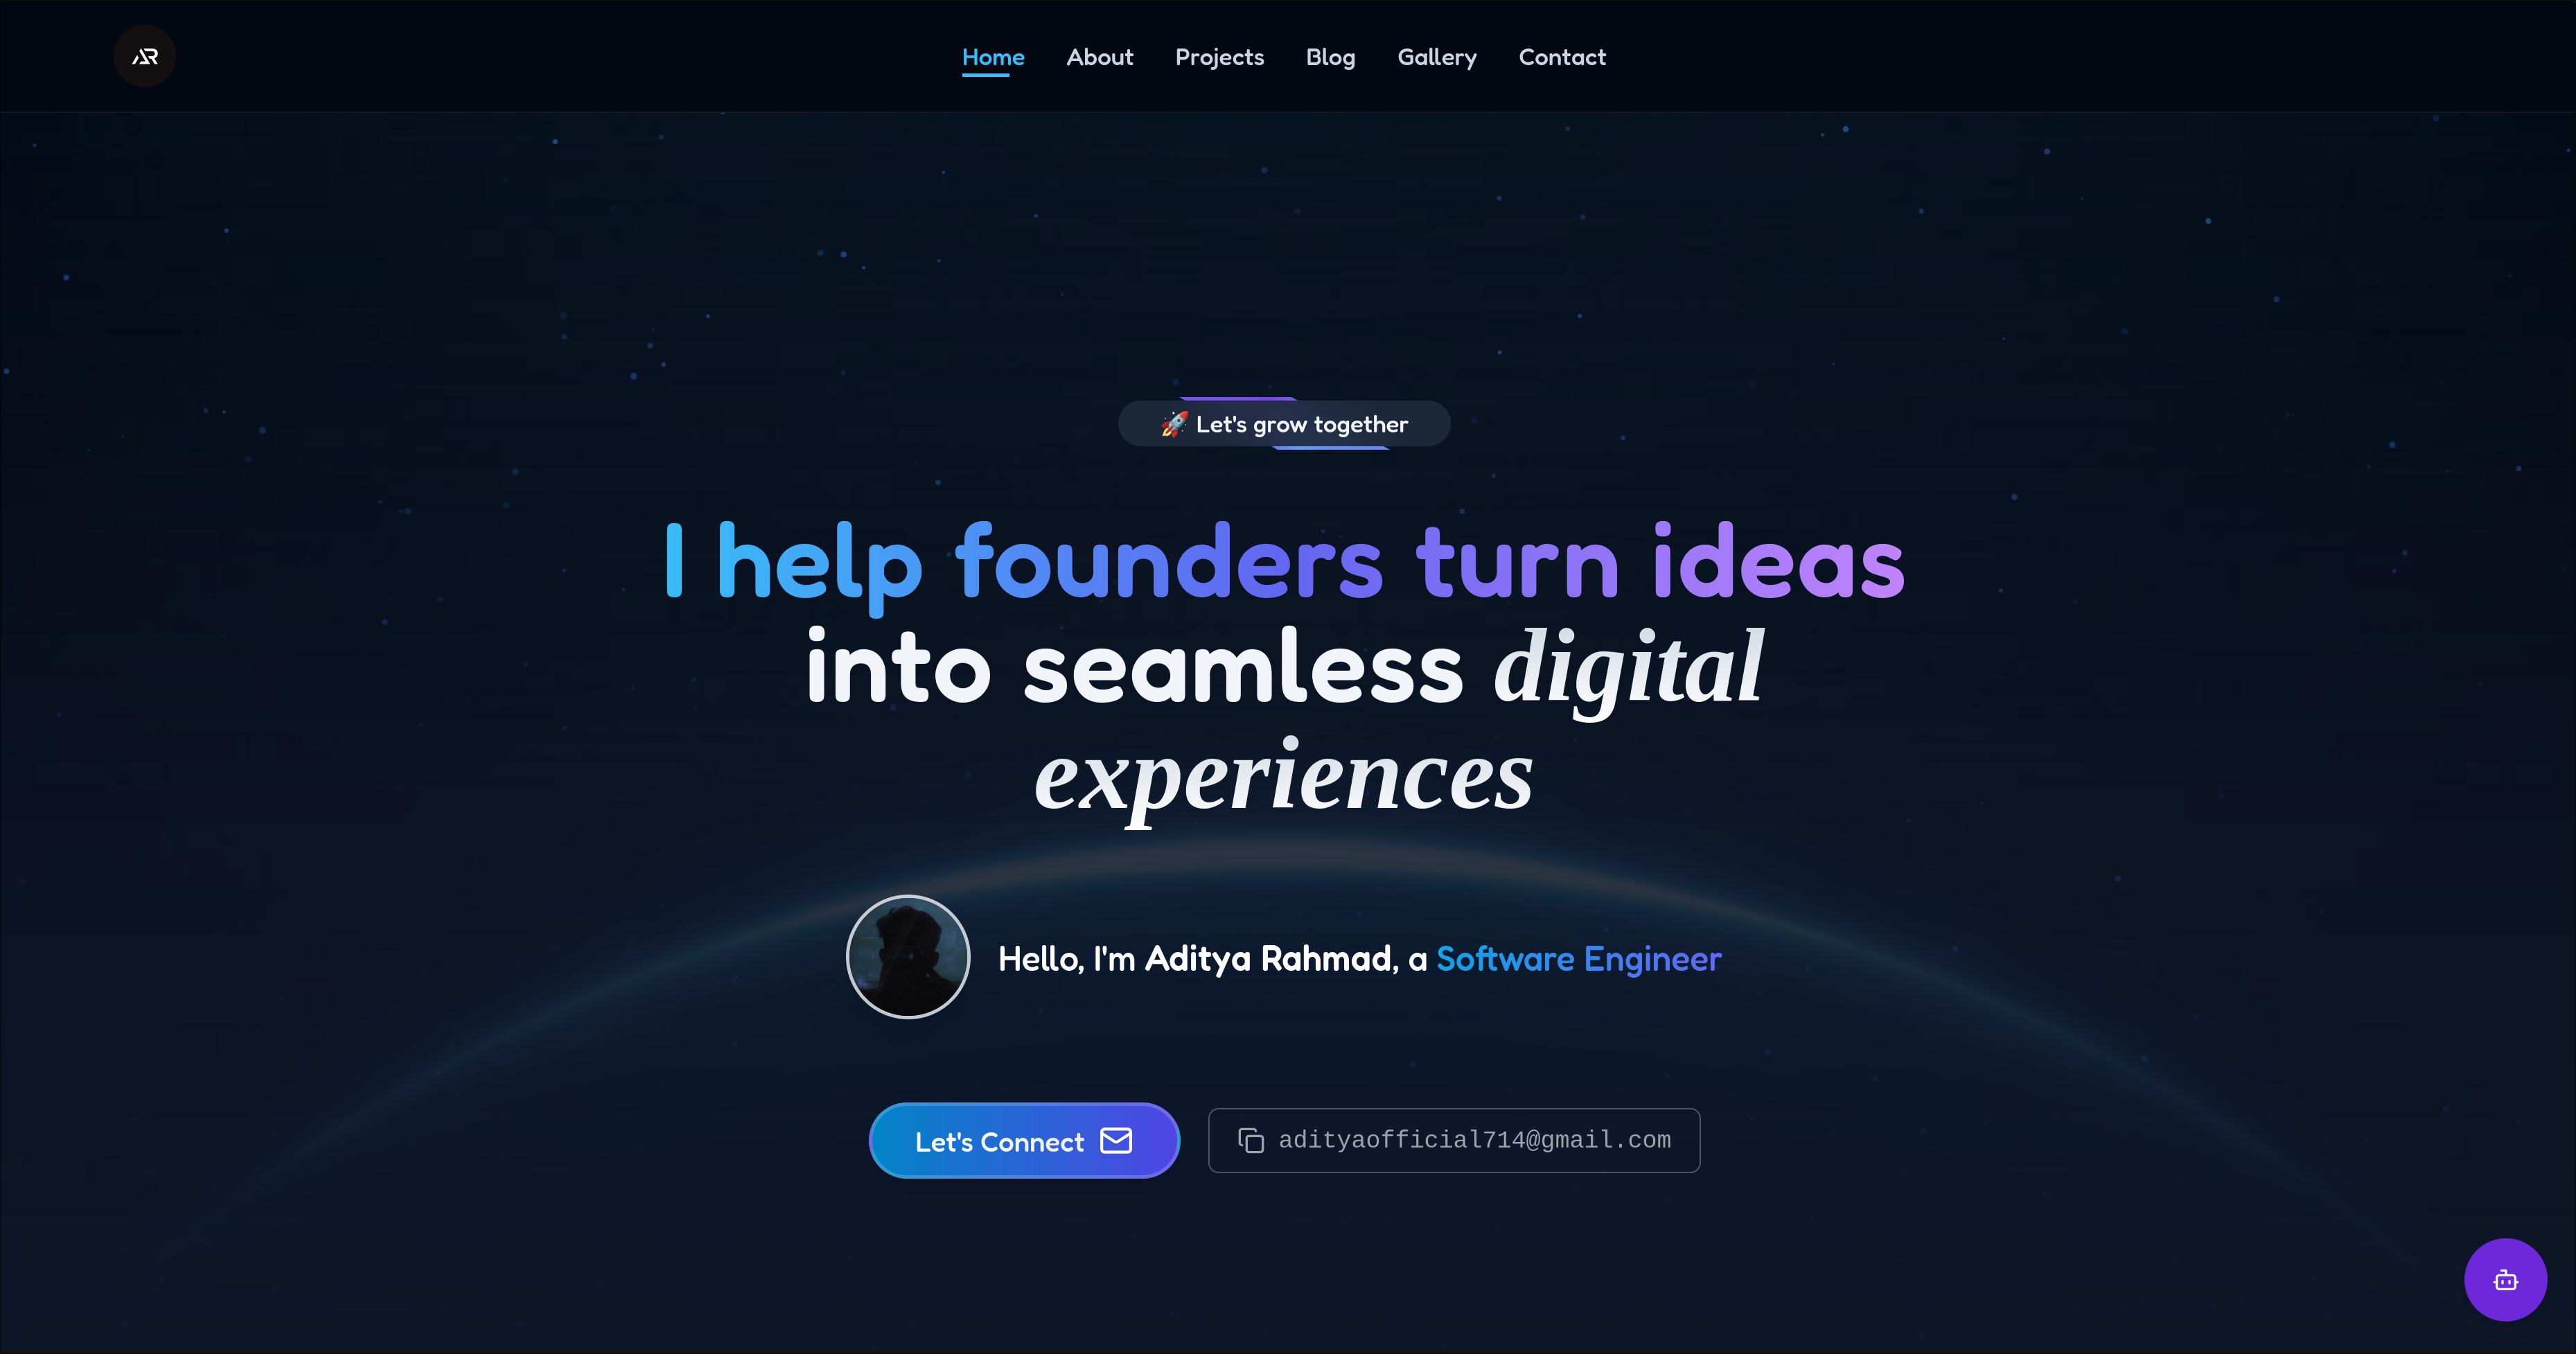 AR
Home About Projects Blog Gallery Contact
🚀 Let's grow together
I help founders turn ideas
into seamless digital
experiences
Hello, I'm Aditya Rahmad, a Software Engineer
Let's Connect
adityaofficial714@gmail.com